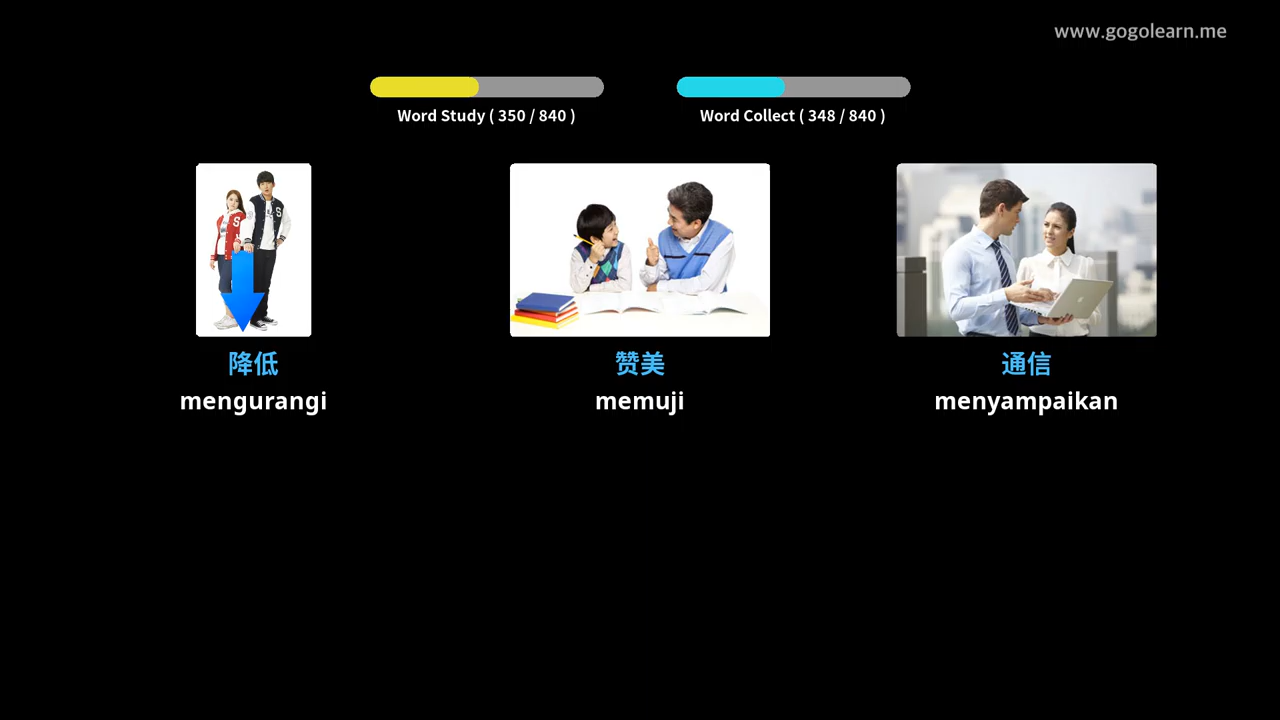 www.gogolearn.me
Word Study ( 350 / 840 )
Word Collect ( 348 / 840 )
S
S
降低
赞美
通信
mengurangi
memuji
menyampaikan